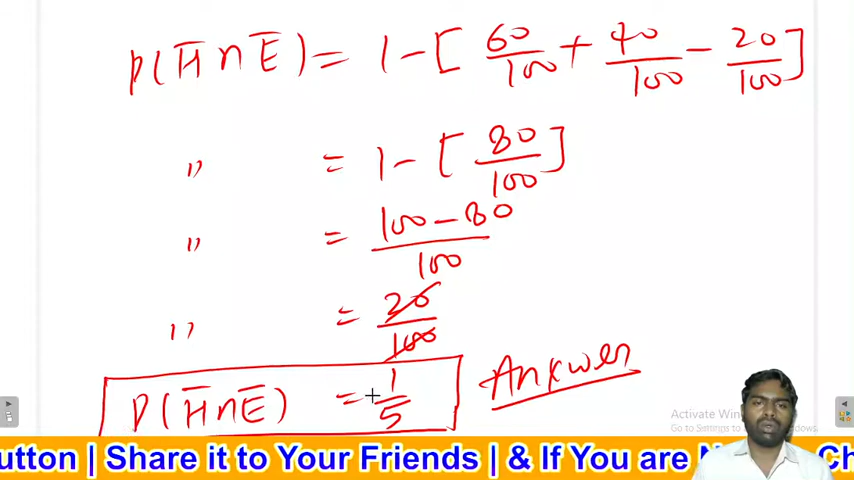 P(H̅∩E̅) = 1-[60/100 + 40/100 - 20/100]
" = 1-[80/100]
" = 100-80/100
" = 20/100
P(H̅∩E̅) = 1/5 Answer
Activate Win
Go to Settings to
utton | Share it to Your Friends | & If You are N Ch